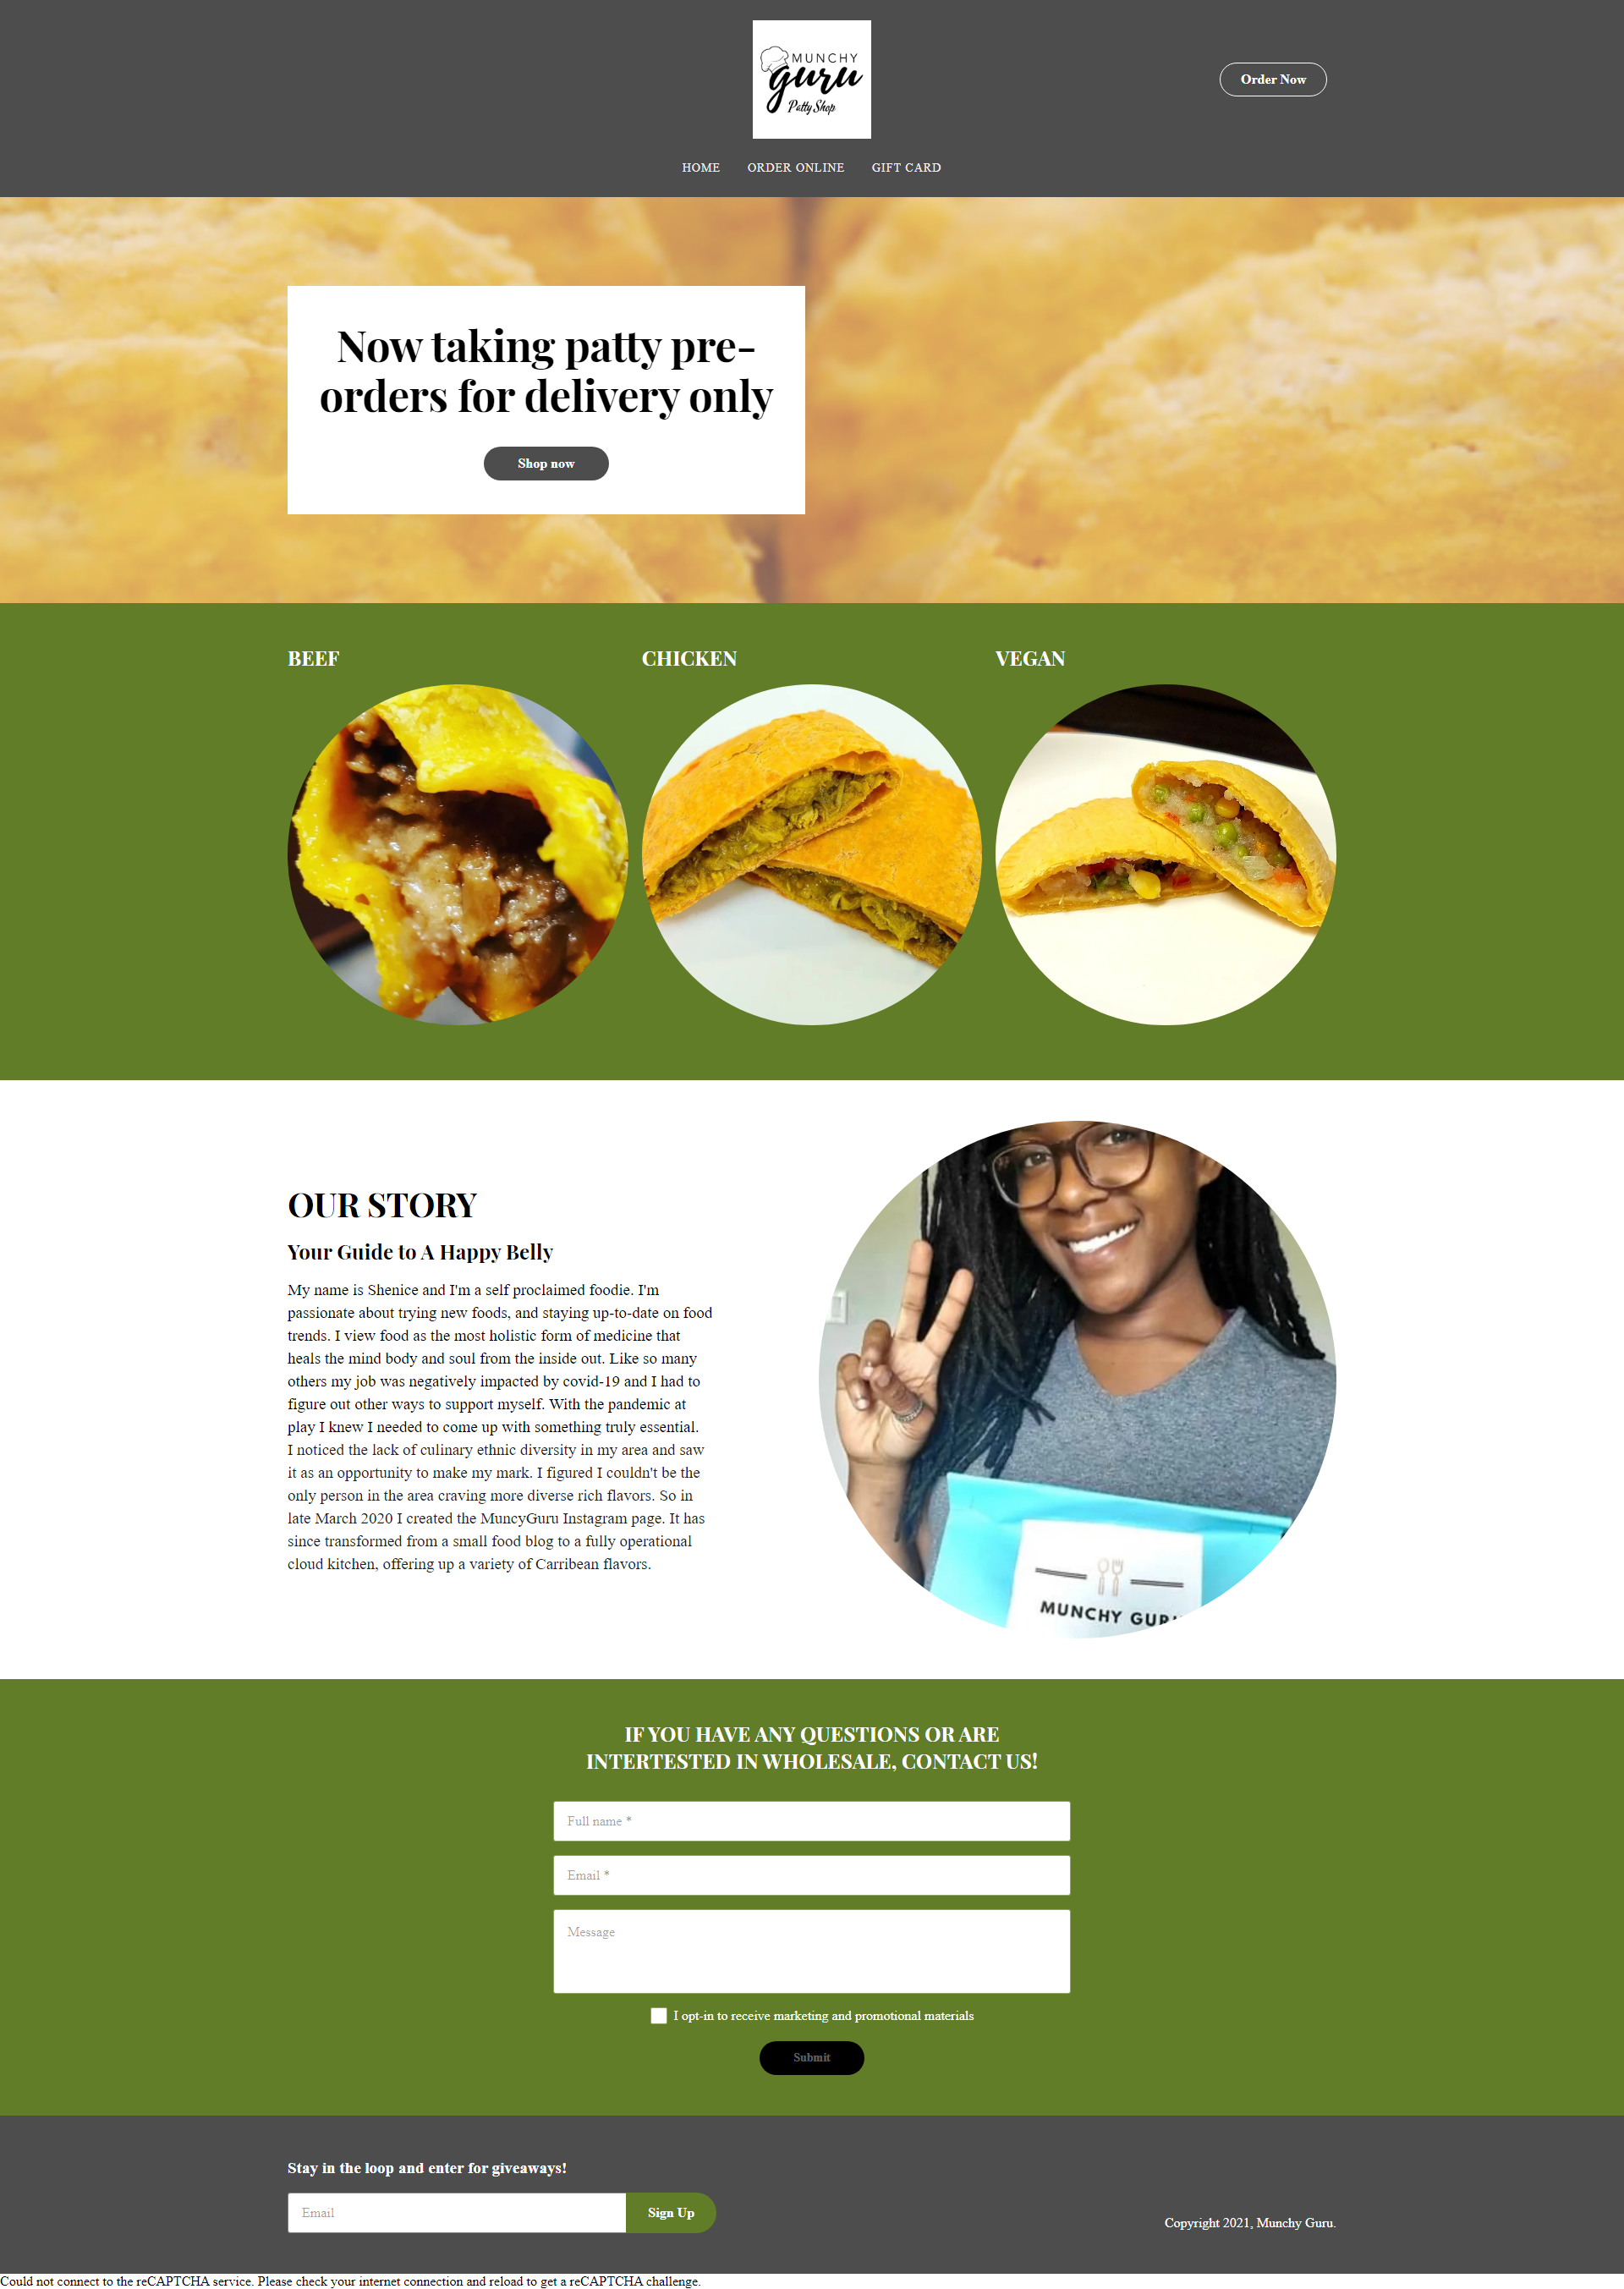 MUNCHY
guru
Patty Shop
Order Now
HOME ORDER ONLINE GIFT CARD
Now taking patty pre-
orders for delivery only
Shop now
BEEF
CHICKEN
VEGAN
OUR STORY
Your Guide to A Happy Belly
My name is Shenice and I'm a self proclaimed foodie. I'm
passionate about trying new foods, and staying up-to-date on food
trends. I view food as the most holistic form of medicine that
heals the mind body and soul from the inside out. Like so many
others my job was negatively impacted by covid-19 and I had to
figure out other ways to support myself. With the pandemic at
play I knew I needed to come up with something truly essential.
I noticed the lack of culinary ethnic diversity in my area and saw
it as an opportunity to make my mark. I figured I couldn't be the
only person in the area craving more diverse rich flavors. So in
late March 2020 I created the MuncyGuru Instagram page. It has
since transformed from a small food blog to a fully operational
cloud kitchen, offering up a variety of Carribean flavors.
MUNCHY GURU
IF YOU HAVE ANY QUESTIONS OR ARE
INTERTESTED IN WHOLESALE, CONTACT US!
Full name *
Email *
Message
I opt-in to receive marketing and promotional materials
Submit
Stay in the loop and enter for giveaways!
Email
Sign Up
Copyright 2021, Munchy Guru.
Could not connect to the reCAPTCHA service. Please check your internet connection and reload to get a reCAPTCHA challenge.